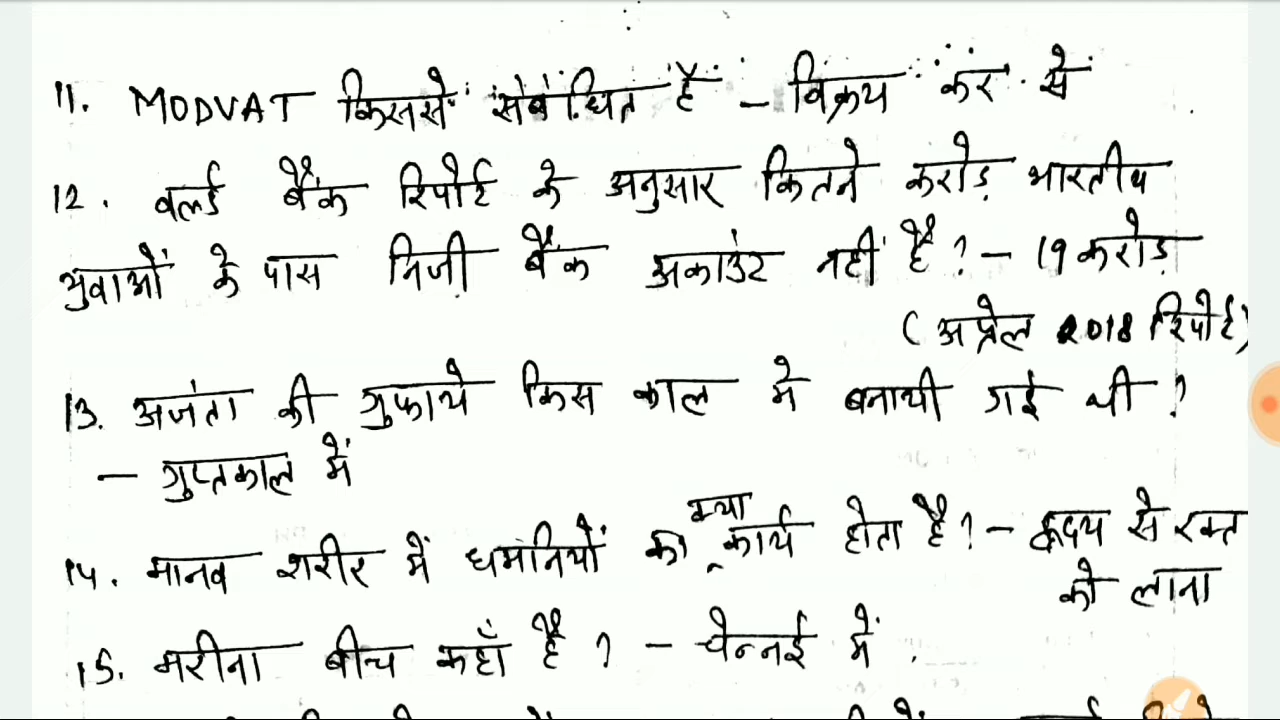 11. MODVAT किससे संबंधित है – विक्रय कर से
12. वर्ल्ड बैंक रिपोर्ट के अनुसार कितने करोड़ भारतीय
युवाओं के पास निजी बैंक अकाउंट नहीं है ? – 19 करोड़
( अप्रेल 2018 रिपोर्ट)
13. अजंता की गुफाये किस काल मे बनायी गई थी ?
– गुप्तकाल में
14. मानव शरीर में धमनियों का क्या कार्य होता है ? – हृदय से रक्त
को लाना
15. मरीना बीच कहाँ है ? – चेन्नई में .